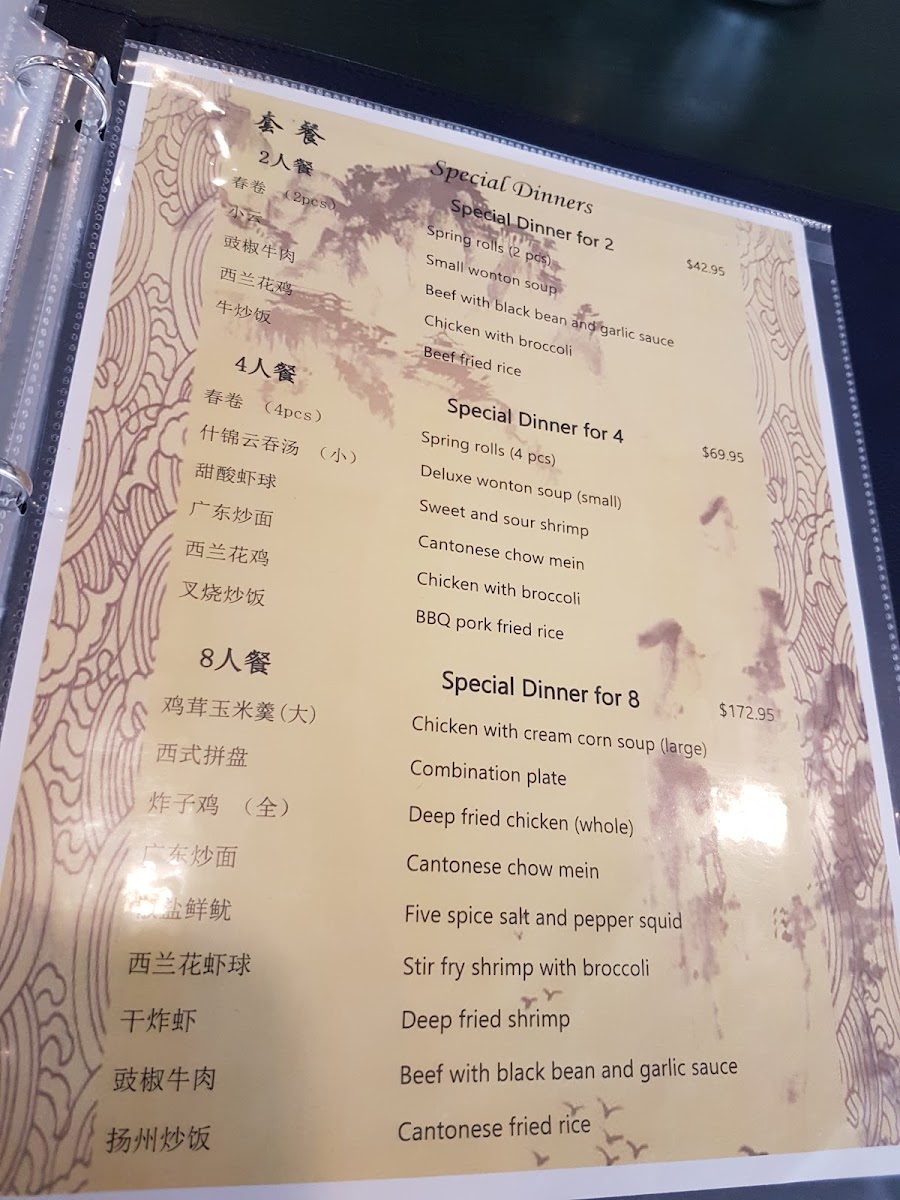 套餐
Special Dinners
2人餐
Special Dinner for 2 $42.95
春卷 (2pcs)
Spring rolls (2 pcs)
小云
Small wonton soup
豉椒牛肉
Beef with black bean and garlic sauce
西兰花鸡
Chicken with broccoli
牛炒饭
Beef fried rice
4人餐
Special Dinner for 4 $69.95
春卷 (4pcs)
Spring rolls (4 pcs)
什锦云吞汤 (小)
Deluxe wonton soup (small)
甜酸虾球
Sweet and sour shrimp
广东炒面
Cantonese chow mein
西兰花鸡
Chicken with broccoli
叉烧炒饭
BBQ pork fried rice
8人餐
Special Dinner for 8 $172.95
鸡茸玉米羹(大)
Chicken with cream corn soup (large)
西式拼盘
Combination plate
炸子鸡 (全)
Deep fried chicken (whole)
广东炒面
Cantonese chow mein
椒盐鲜鱿
Five spice salt and pepper squid
西兰花虾球
Stir fry shrimp with broccoli
干炸虾
Deep fried shrimp
豉椒牛肉
Beef with black bean and garlic sauce
扬州炒饭
Cantonese fried rice